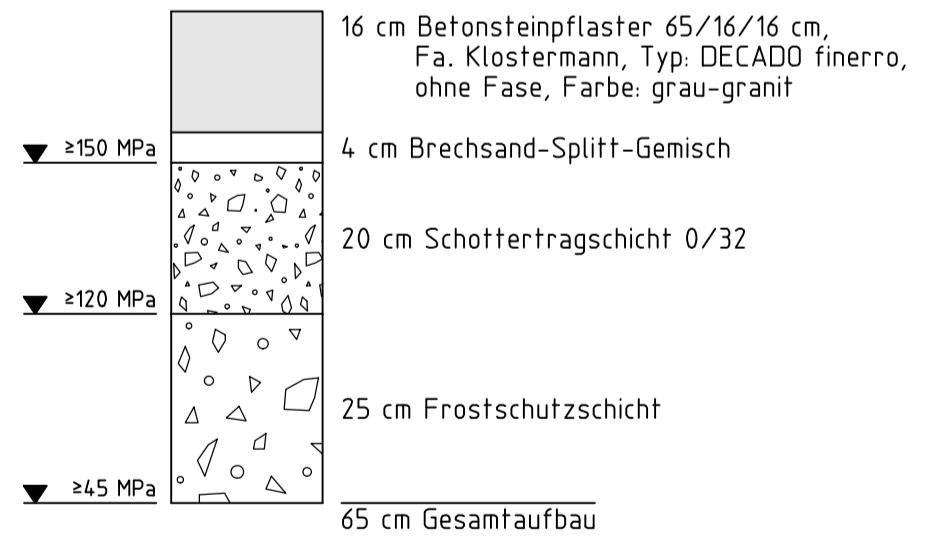 16 cm Betonsteinpflaster 65/16/16 cm,
Fa. Klostermann, Typ: DECADO finerro,
ohne Fase, Farbe: grau-granit
≥150 MPa
4 cm Brechsand-Splitt-Gemisch
20 cm Schottertragschicht 0/32
≥120 MPa
25 cm Frostschutzschicht
≥45 MPa
65 cm Gesamtaufbau